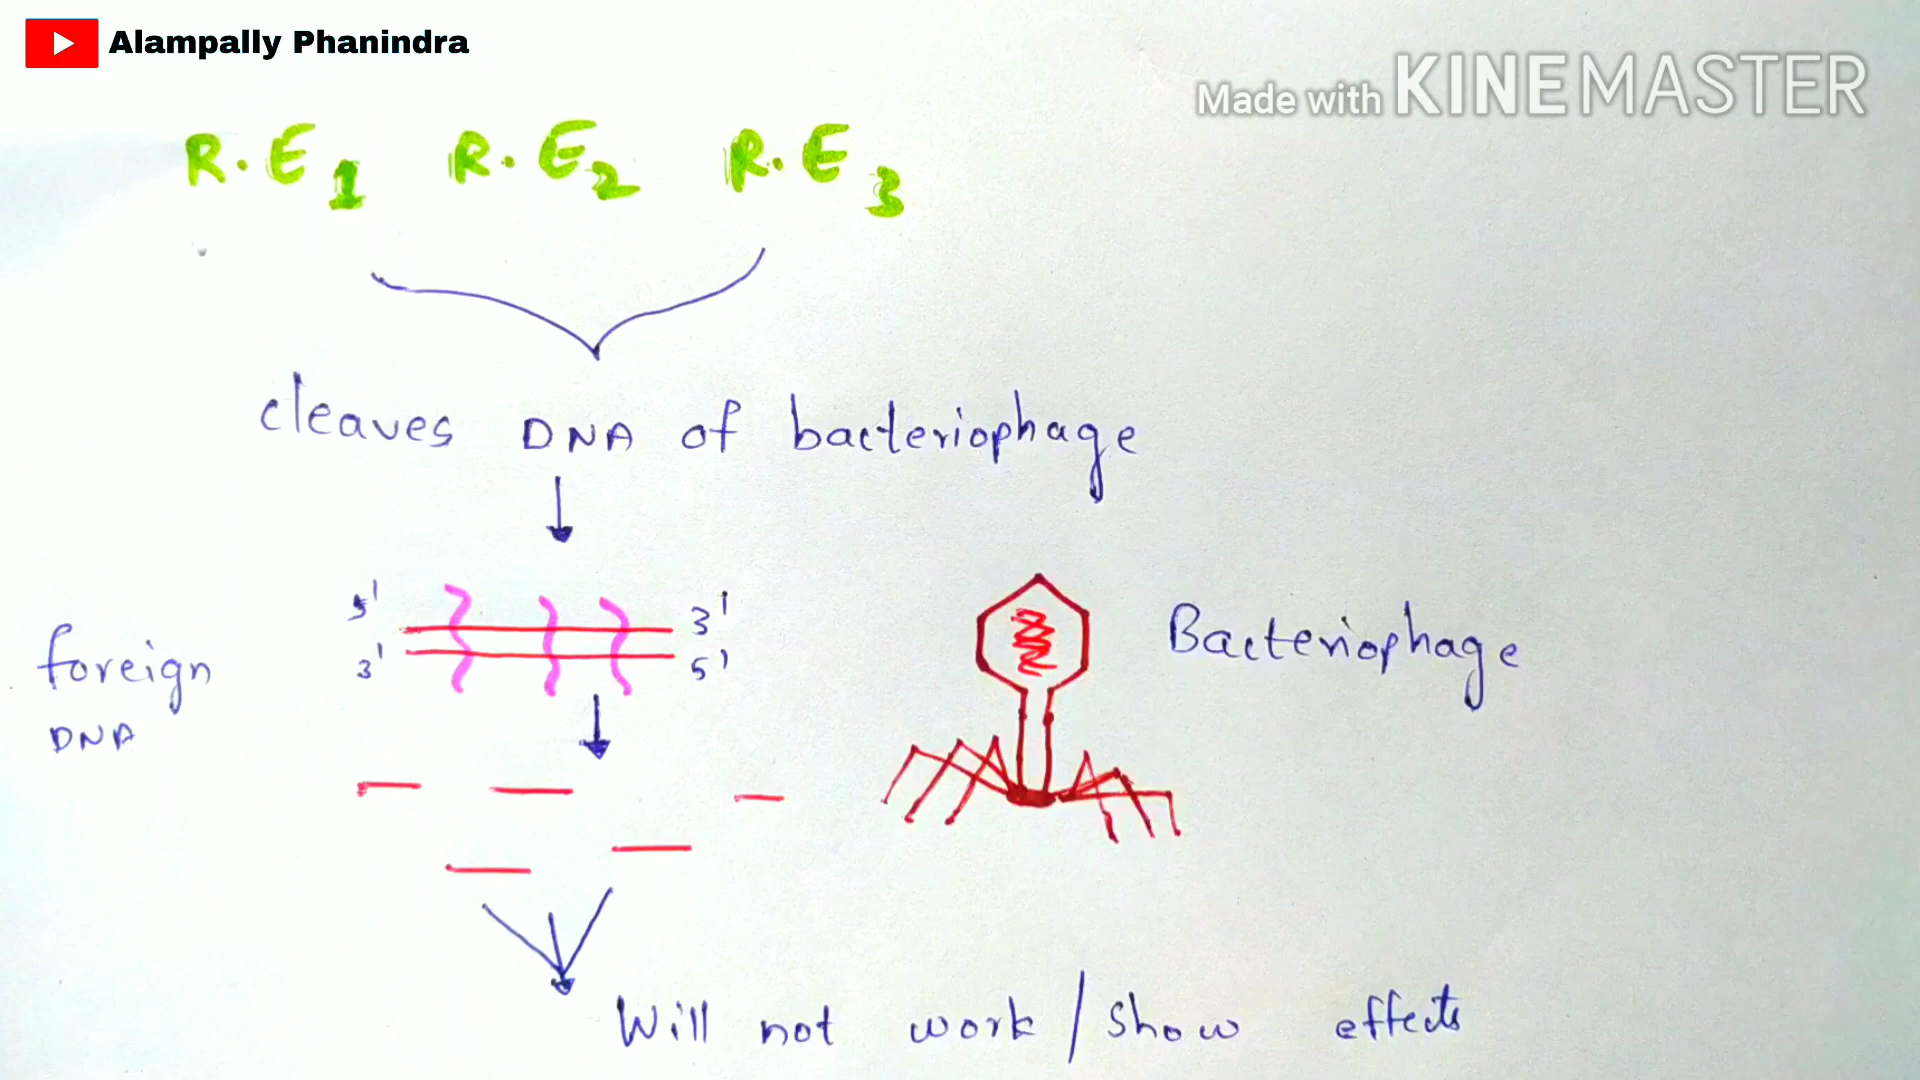 Alampally Phanindra
Made with KINEMASTER
R.E1 R.E2 R.E3
cleaves DNA of bacteriophage
5' 3'
3' 5'
foreign
DNA
Bacteriophage
Will not work / show effects